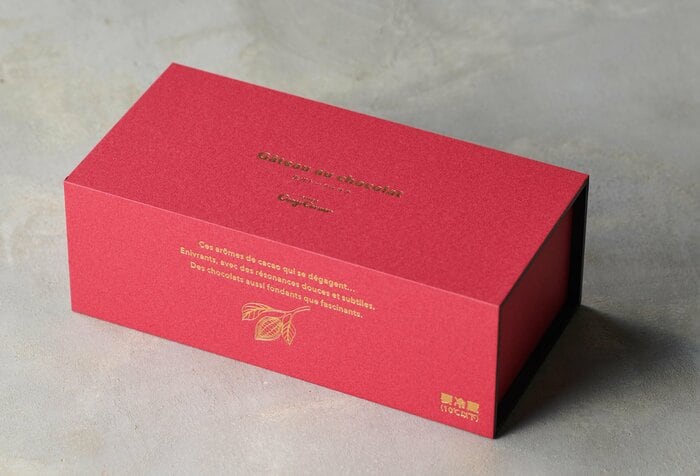 Gâteau au chocolat
Ces arômes de cacao qui se dégagent...
Enivrants, avec des résonances douces et subtiles.
Des chocolats aussi fondants que fascinants.
要冷蔵
(10℃以下)